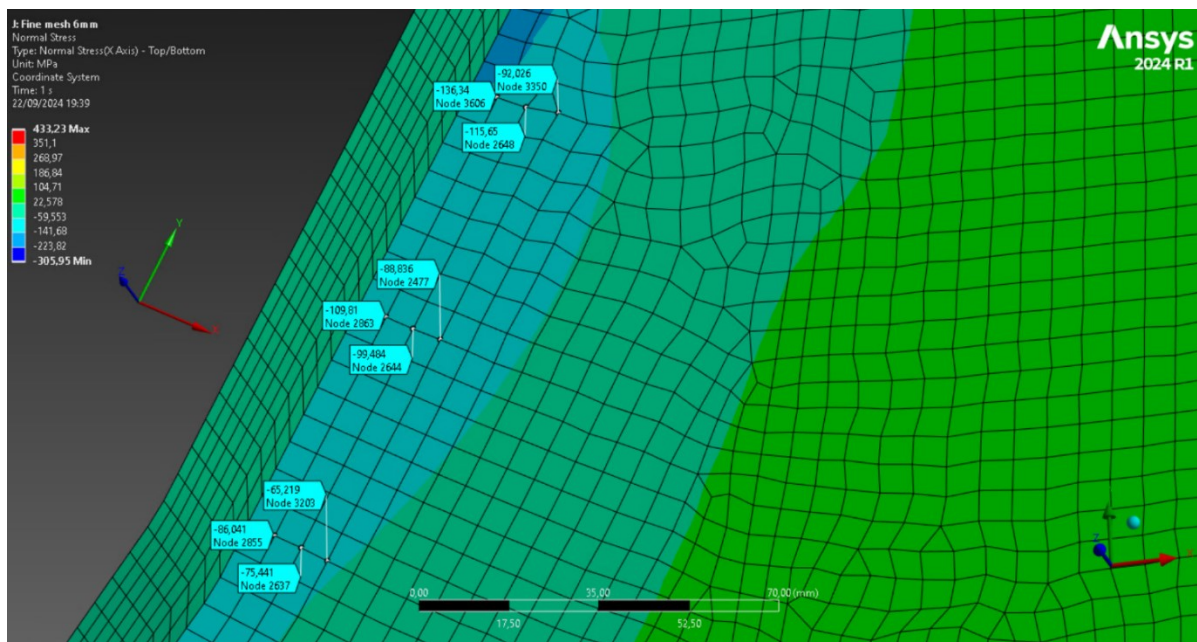 J: Fine mesh 6mm
Normal Stress
Type: Normal Stress(X Axis) - Top/Bottom
Unit: MPa
Coordinate System
Time: 1 s
22/09/2024 19:39
433,23 Max
351,1
268,97
186,84
104,71
22,578
-59,553
-141,68
-223,82
-305,95 Min
Ansys
2024 R1
-92,026
Node 3350
-136,34
Node 3606
-115,65
Node 2648
-88,836
Node 2477
-109,81
Node 2863
-99,484
Node 2644
-65,219
Node 3203
-86,041
Node 2855
-75,441
Node 2637
Y
Z
X
0,00
35,00
70,00 (mm)
17,50
52,50
Z
X